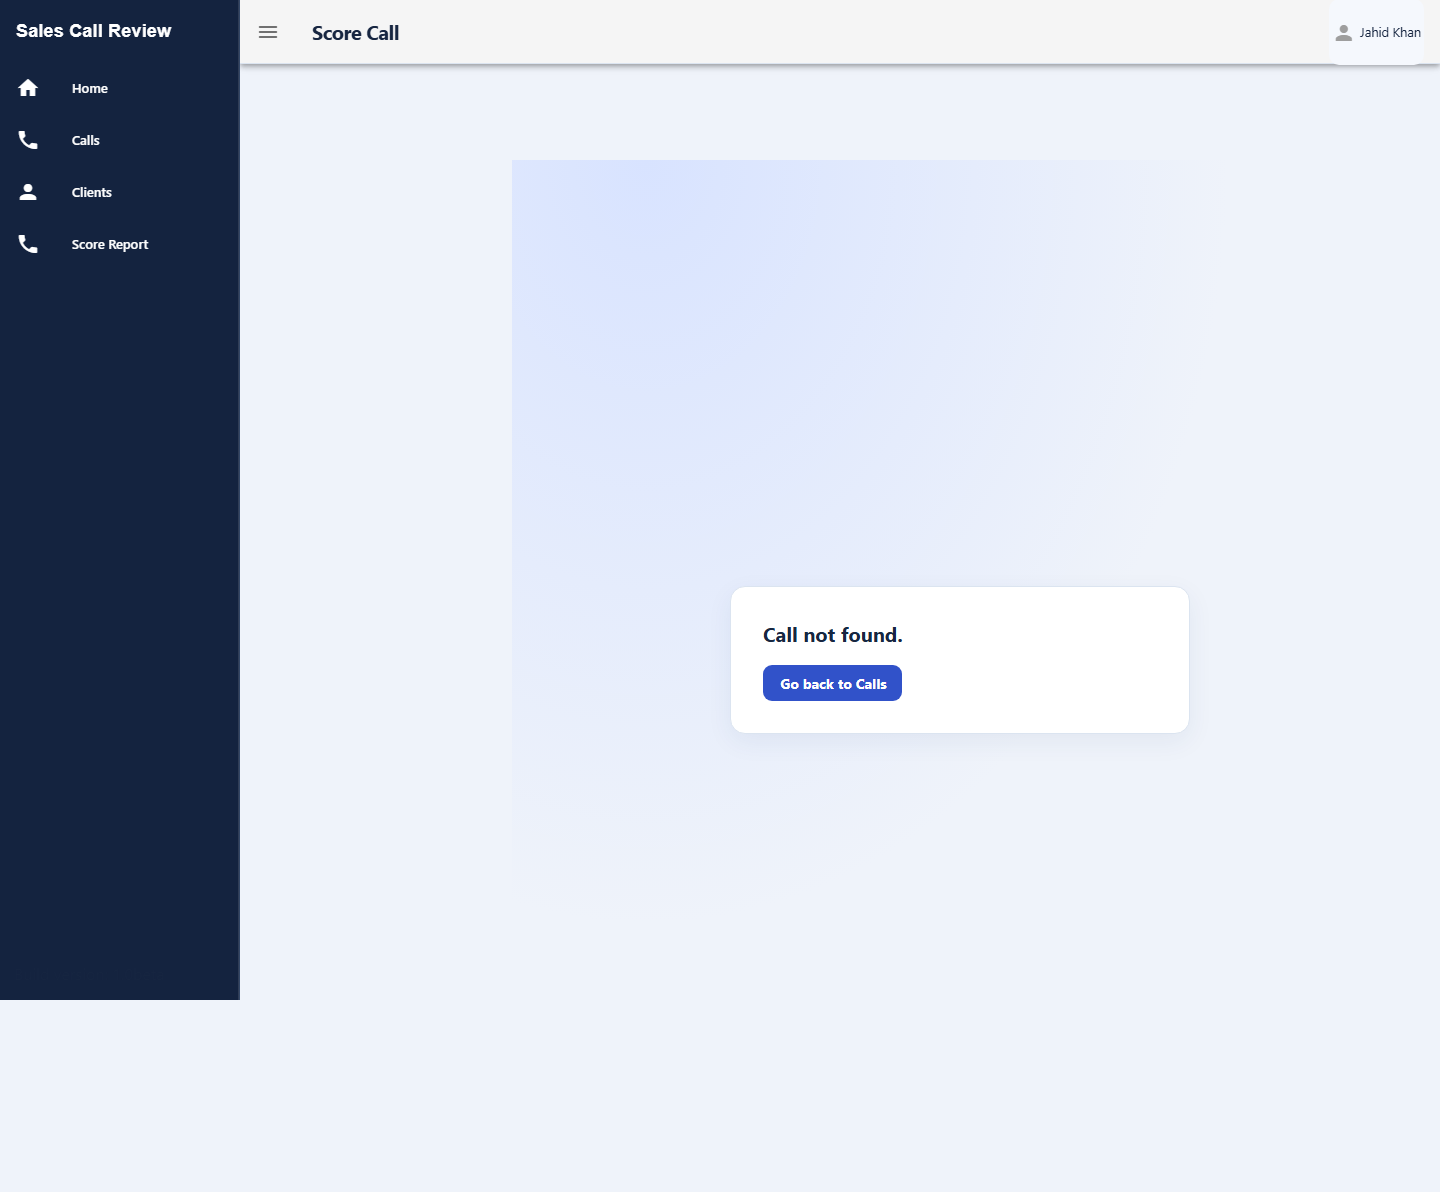 Sales Call Review
Home
Calls
Clients
Score Report
Score Call
Jahid Khan
Call not found.
Go back to Calls